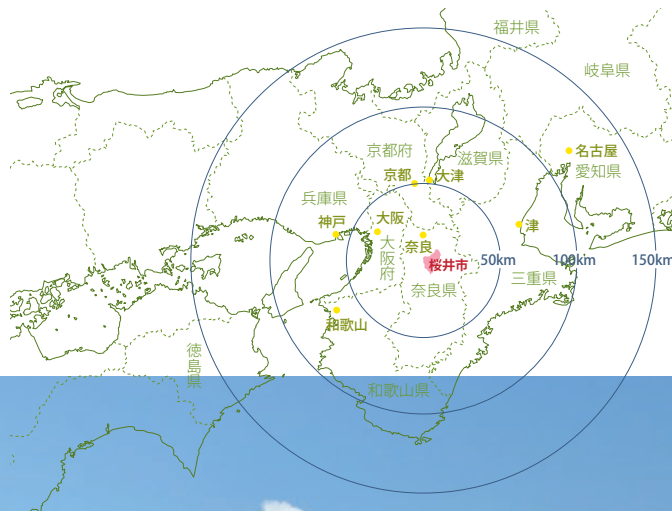 福井県
岐阜県
名古屋
愛知県
京都府
滋賀県
京都
大津
兵庫県
神戸
大阪
大阪府
津
奈良
桜井市
50km
100km
150km
奈良県
三重県
和歌山
徳島県
和歌山県